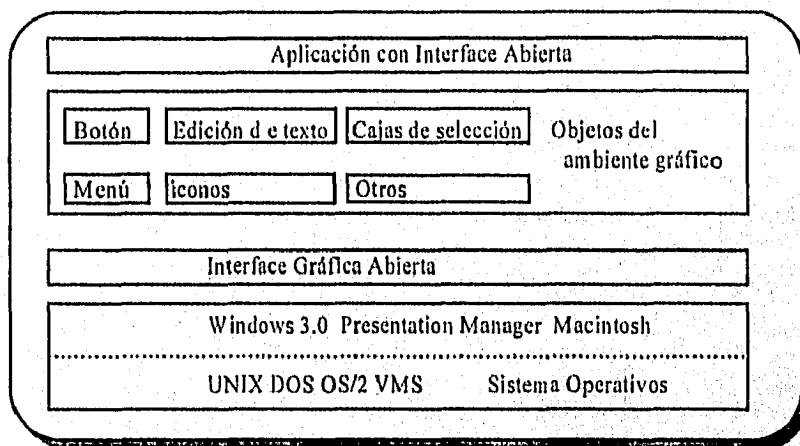 Aplicación con Interface Abierta
Botón Edición d e texto Cajas de selección Objetos del
ambiente gráfico
Menú iconos Otros
Interface Gráfica Abierta
Windows 3.0 Presentation Manager Macintosh
UNIX DOS OS/2 VMS Sistema Operativos